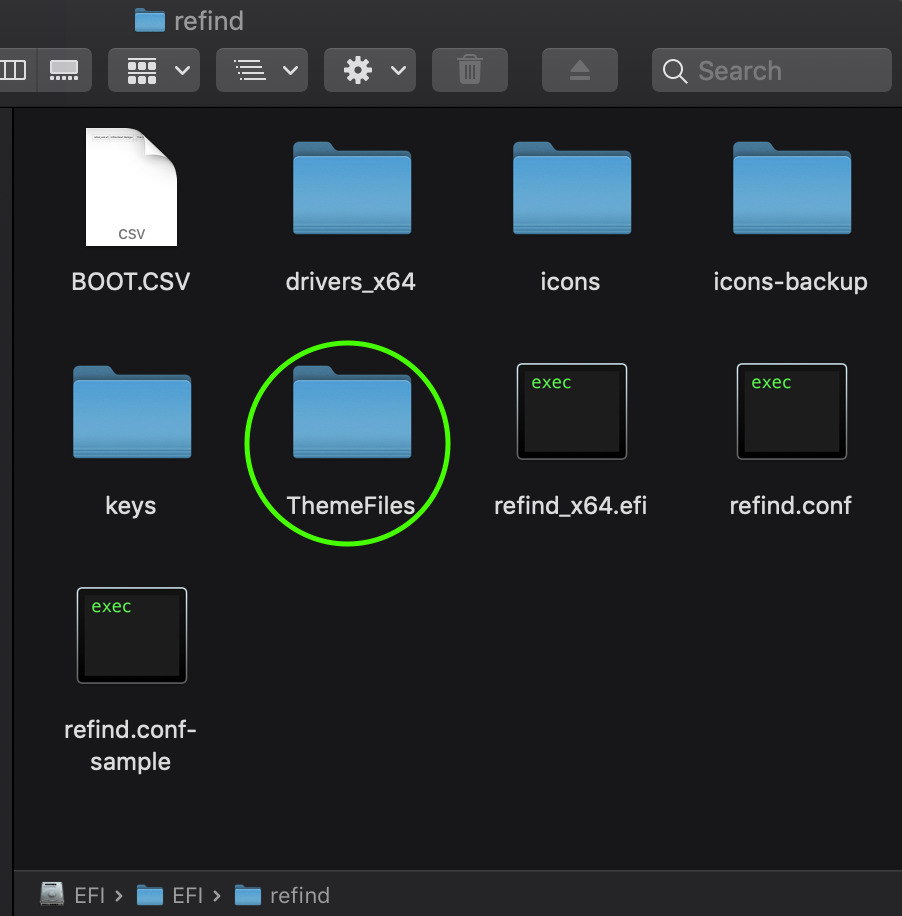 refind
Search
CSV
BOOT.CSV
drivers_x64
icons
icons-backup
exec
exec
keys
ThemeFiles
refind_x64.efi
refind.conf
exec
refind.conf-
sample
EFI › EFI › refind